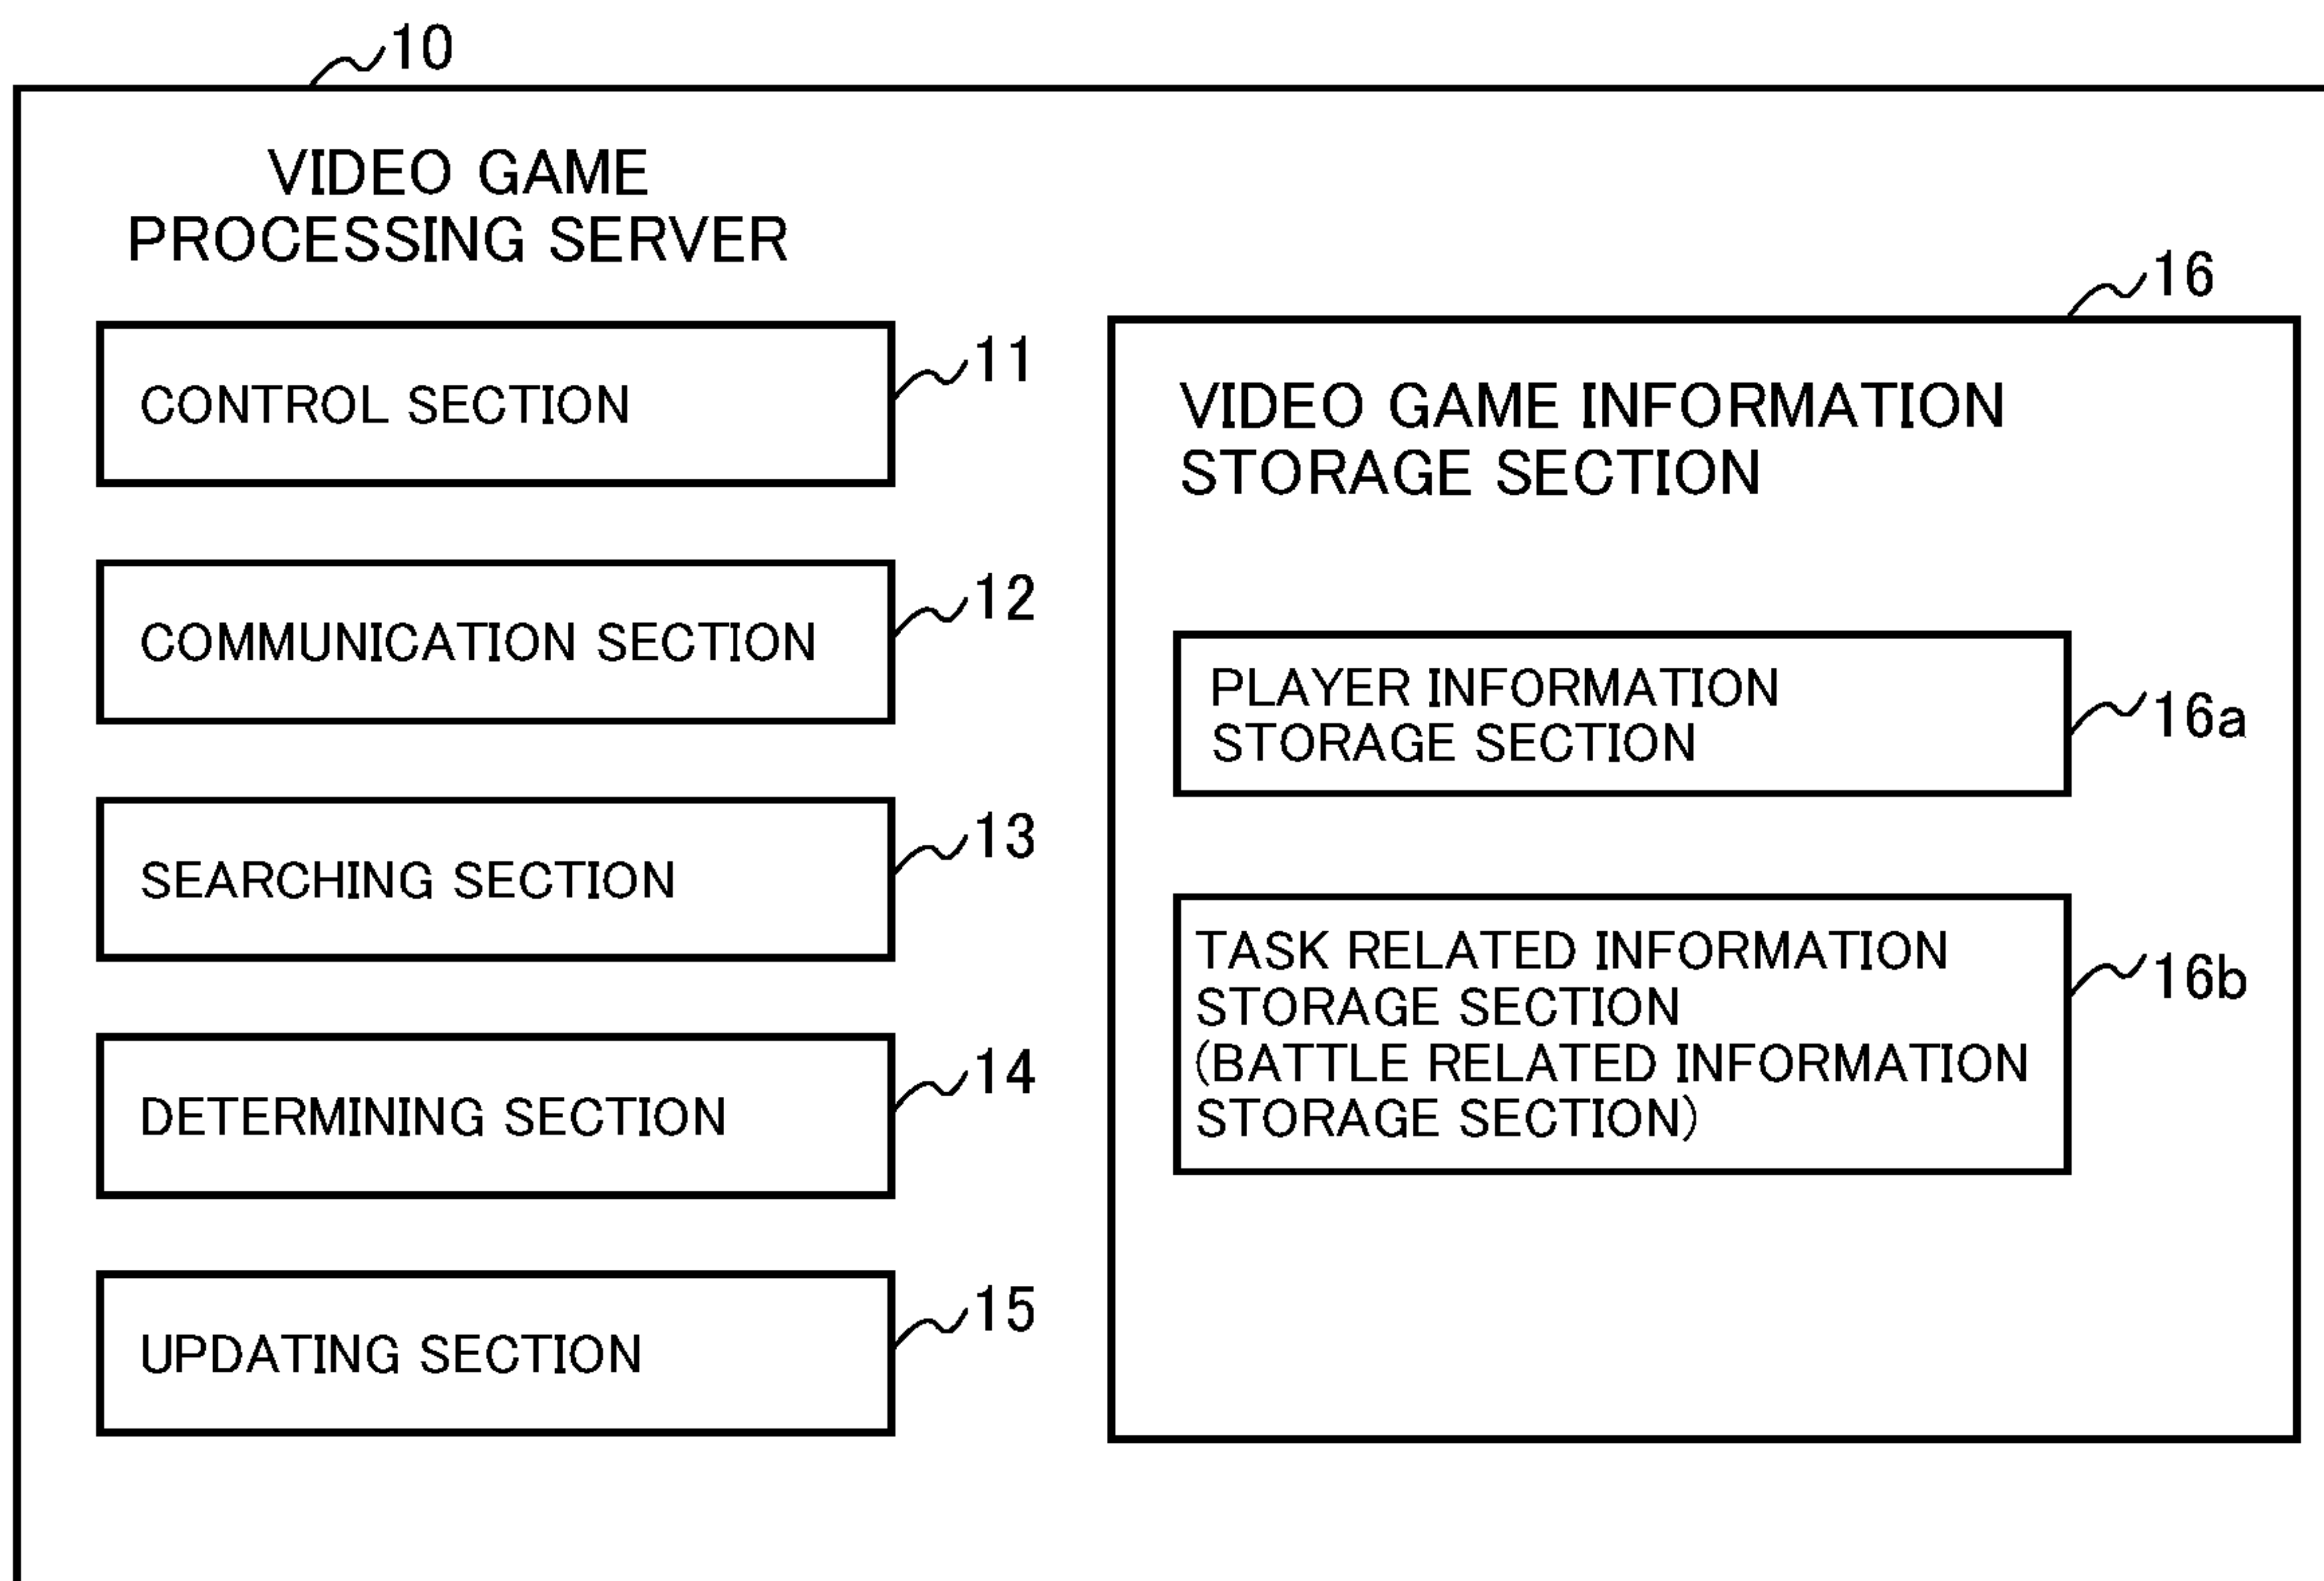 10
VIDEO GAME
PROCESSING SERVER
CONTROL SECTION
11
COMMUNICATION SECTION
12
SEARCHING SECTION
13
DETERMINING SECTION
14
UPDATING SECTION
15
16
VIDEO GAME INFORMATION
STORAGE SECTION
PLAYER INFORMATION
STORAGE SECTION
16a
TASK RELATED INFORMATION
STORAGE SECTION
(BATTLE RELATED INFORMATION
STORAGE SECTION)
16b